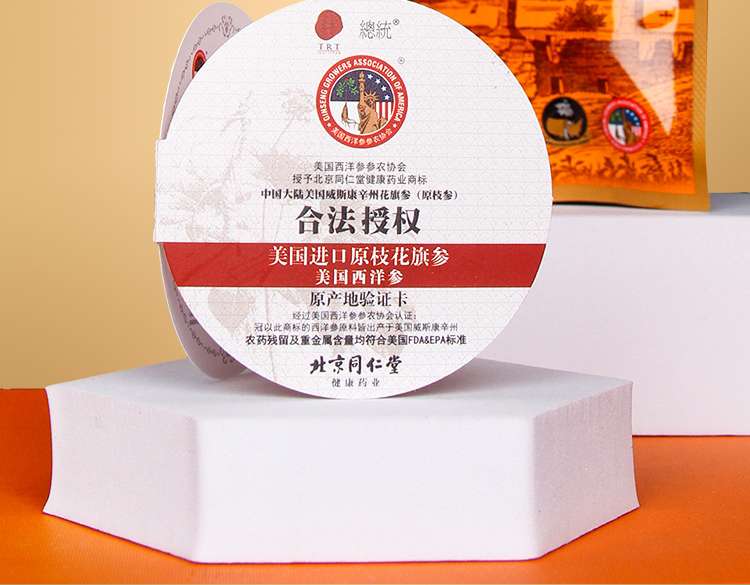 TRT
總統®
GINSENG GROWERS ASSOCIATION OF AMERICA
美国西洋参参农协会
美国西洋参参农协会
授予北京同仁堂健康药业商标
中国大陆美国威斯康辛州花旗参（原枝参）
合法授权
美国进口原枝花旗参
美国西洋参
原产地验证卡
经过美国西洋参参农协会认证：
冠以此商标的西洋参原料皆出产于美国威斯康辛州
农药残留及重金属含量均符合美国FDA&EPA标准
北京同仁堂
健康药业